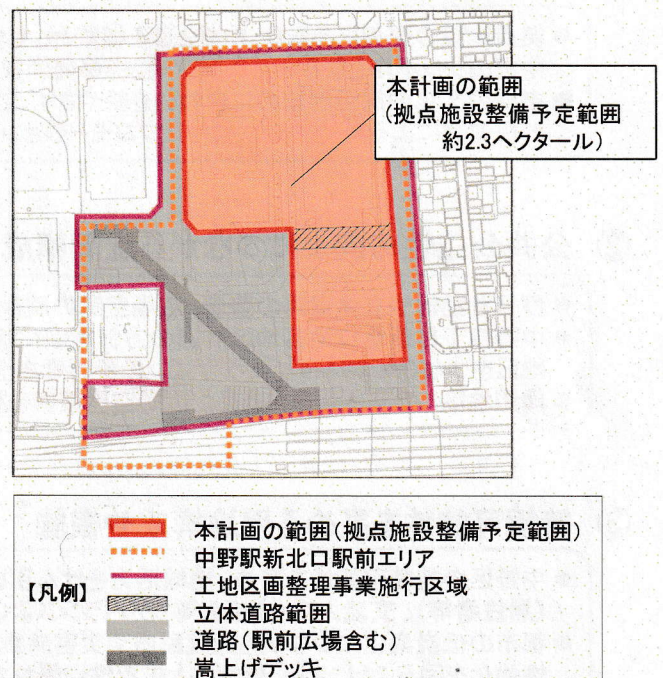 本計画の範囲
(拠点施設整備予定範囲
約2.3ヘクタール)
【凡例】
本計画の範囲(拠点施設整備予定範囲)
中野駅新北口駅前エリア
土地区画整理事業施行区域
立体道路範囲
道路(駅前広場含む)
嵩上げデッキ